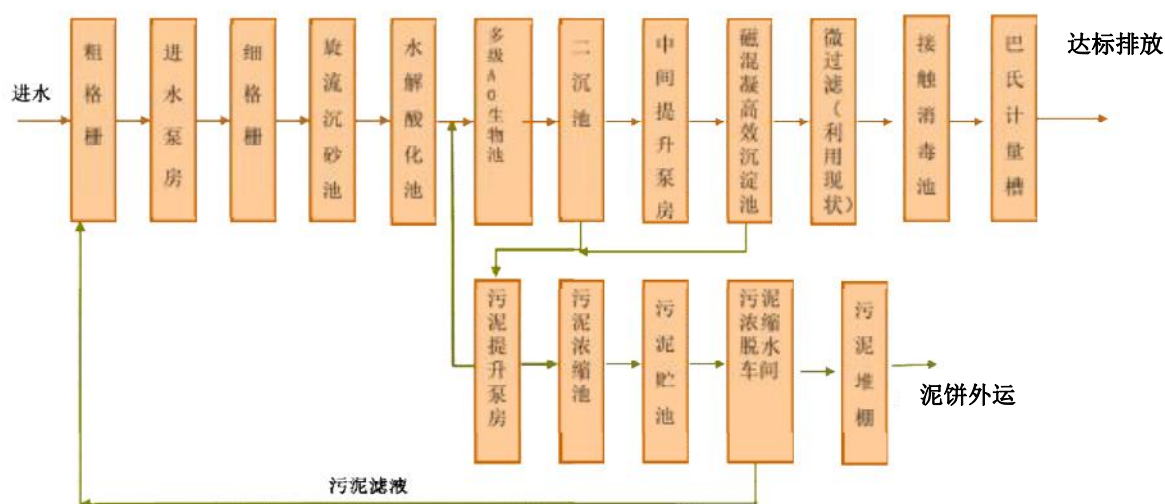 进水
粗格栅
进水泵房
细格栅
旋流沉砂池
水解酸化池
多级AO生物池
二沉池
中间提升泵房
磁混凝高效沉淀池
微过滤（利用现状）
接触消毒池
巴氏计量槽
达标排放
污泥提升泵房
污泥浓缩池
污泥贮池
污泥浓缩脱水车间
污泥堆棚
泥饼外运
污泥滤液